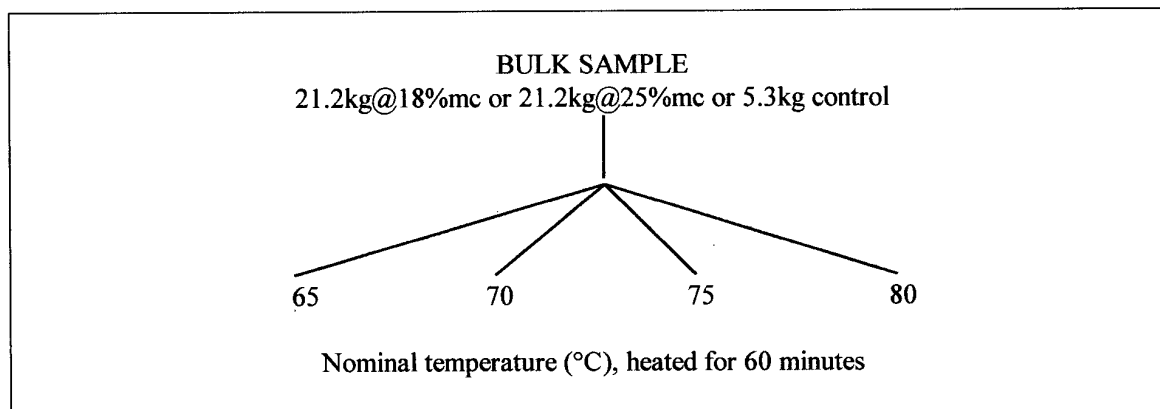 BULK SAMPLE
21.2kg@18%mc or 21.2kg@25%mc or 5.3kg control
65 70 75 80
Nominal temperature (°C), heated for 60 minutes